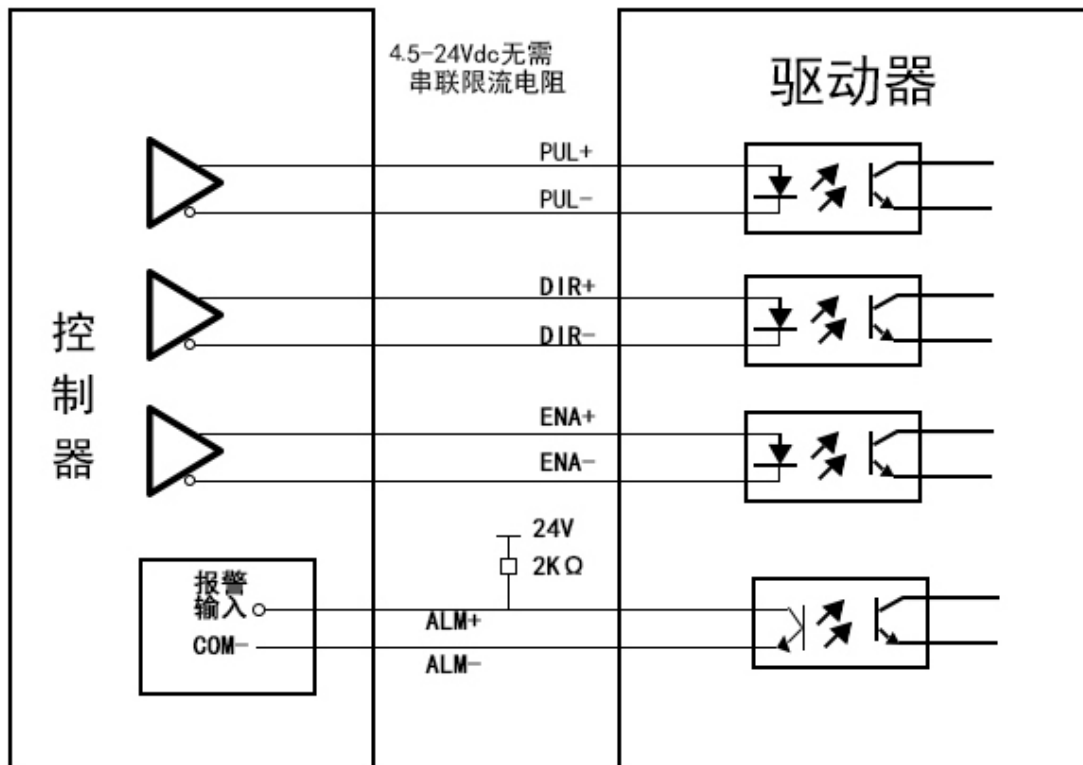 4.5-24Vdc无需
串联限流电阻
驱动器
PUL+
PUL-
DIR+
DIR-
控制器
ENA+
ENA-
24V
2KΩ
报警
输入
ALM+
COM-
ALM-